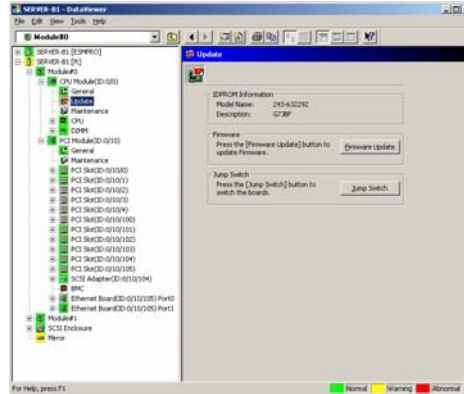 SERVER-B1 - DataViewer
File Edit View Tools Help
Module#0
SERVER-B1 [ESMPRO]
SERVER-B1 [ft]
Module#0
CPU Module(ID:0/0)
General
Update
Maintenance
CPU
DIMM
PCI Module(ID:0/10)
General
Maintenance
PCI Slot(ID:0/10/0)
PCI Slot(ID:0/10/1)
PCI Slot(ID:0/10/2)
PCI Slot(ID:0/10/3)
PCI Slot(ID:0/10/4)
PCI Slot(ID:0/10/100)
PCI Slot(ID:0/10/101)
PCI Slot(ID:0/10/102)
PCI Slot(ID:0/10/103)
PCI Slot(ID:0/10/104)
PCI Slot(ID:0/10/105)
SCSI Adapter(ID:0/10/104)
BMC
Ethernet Board(ID:0/10/105) Port0
Ethernet Board(ID:0/10/105) Port1
Module#1
SCSI Enclosure
Mirror
Update
IDPROM Information
Model Name: 243-632292
Description: G7JBP
Firmware
Press the [Firmware Update] button to
update Firmware.
Firmware Update
Jump Switch
Press the [Jump Switch] button to
switch the boards.
Jump Switch
For Help, press F1
Normal Warning Abnormal